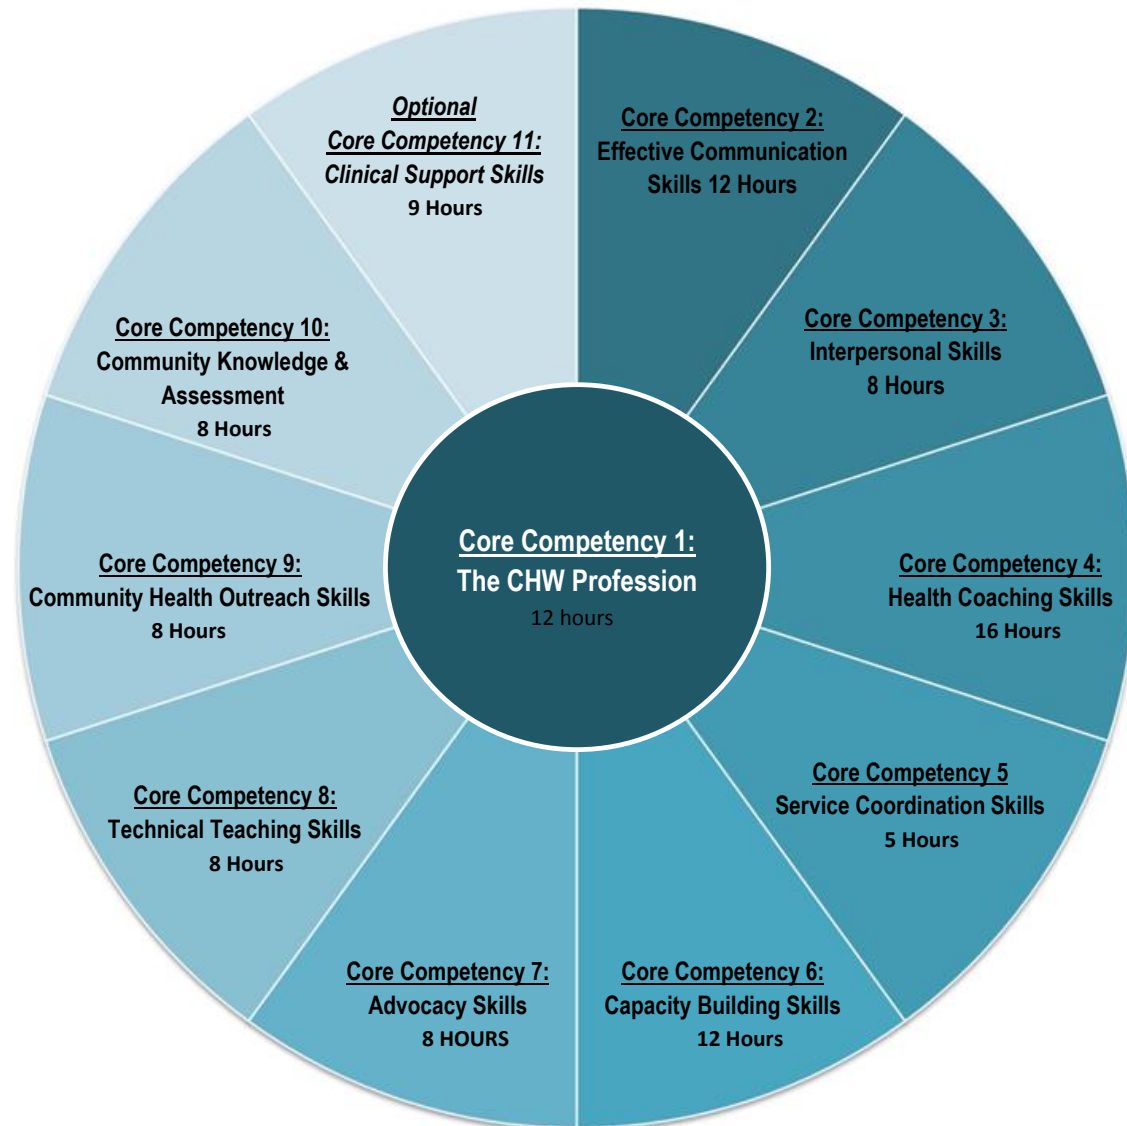 Core Competency 1:
The CHW Profession
12 hours
Core Competency 2:
Effective Communication
Skills 12 Hours
Core Competency 3:
Interpersonal Skills
8 Hours
Core Competency 4:
Health Coaching Skills
16 Hours
Core Competency 5
Service Coordination Skills
5 Hours
Core Competency 6:
Capacity Building Skills
12 Hours
Core Competency 7:
Advocacy Skills
8 HOURS
Core Competency 8:
Technical Teaching Skills
8 Hours
Core Competency 9:
Community Health Outreach Skills
8 Hours
Core Competency 10:
Community Knowledge &
Assessment
8 Hours
Optional
Core Competency 11:
Clinical Support Skills
9 Hours